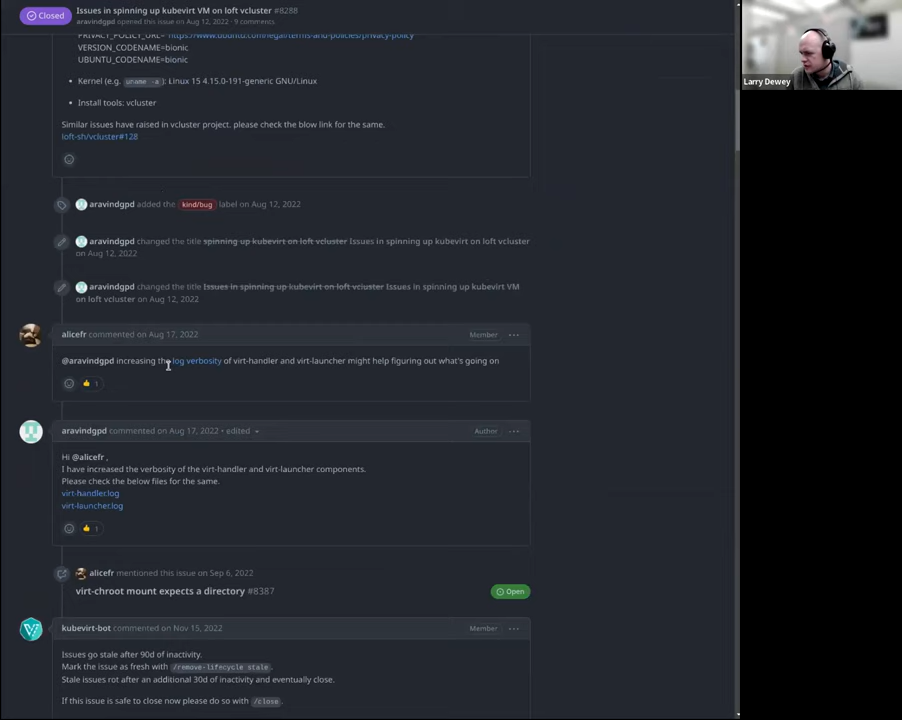 Closed
Issues in spinning up kubevirt VM on loft vcluster #8288
aravindgpd opened this issue on Aug 12, 2022 · 9 comments
PRIVACY_POLICY_URL="https://www.ubuntu.com/legal/terms-and-policies/privacy-policy"
VERSION_CODENAME=bionic
UBUNTU_CODENAME=bionic
• Kernel (e.g. uname -a): Linux 15 4.15.0-191-generic GNU/Linux
• Install tools: vcluster
Similar issues have raised in vcluster project. please check the blow link for the same.
loft-sh/vcluster#128
aravindgpd added the kind/bug label on Aug 12, 2022
aravindgpd changed the title spinning up kubevirt on loft vcluster Issues in spinning up kubevirt on loft vcluster
on Aug 12, 2022
aravindgpd changed the title Issues in spinning up kubevirt on loft vcluster Issues in spinning up kubevirt VM
on loft vcluster on Aug 12, 2022
alicefr commented on Aug 17, 2022
Member
@aravindgpd increasing the log verbosity of virt-handler and virt-launcher might help figuring out what's going on
👍 1
aravindgpd commented on Aug 17, 2022 · edited
Author
Hi @alicefr ,
I have increased the verbosity of the virt-handler and virt-launcher components.
Please check the below files for the same.
virt-handler.log
virt-launcher.log
👍 1
alicefr mentioned this issue on Sep 6, 2022
virt-chroot mount expects a directory #8387
Open
kubevirt-bot commented on Nov 15, 2022
Member
Issues go stale after 90d of inactivity.
Mark the issue as fresh with /remove-lifecycle stale.
Stale issues rot after an additional 30d of inactivity and eventually close.
If this issue is safe to close now please do so with /close.
Larry Dewey